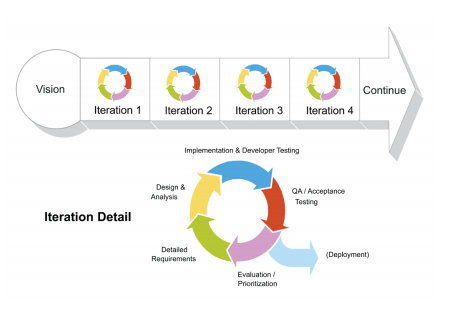 Vision
Iteration 1
Iteration 2
Iteration 3
Iteration 4
Continue
Implementation & Developer Testing
Design &
Analysis
QA / Acceptance
Testing
Iteration Detail
Detailed
Requirements
(Deployment)
Evaluation /
Prioritization